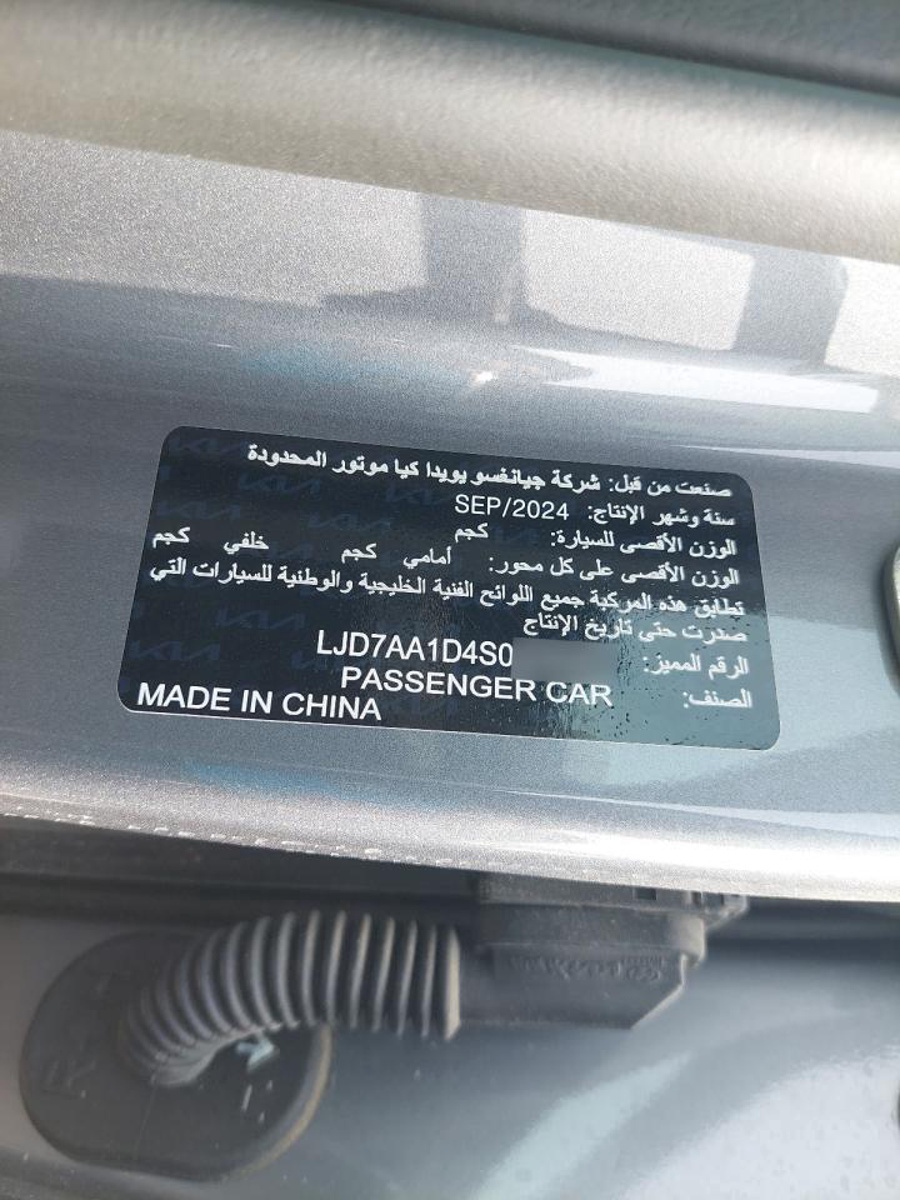 صنعت من قبل: شركة جيانغسو يويدا كيا موتور المحدودة
سنة وشهر الإنتاج: SEP/2024
الوزن الأقصى للسيارة: كجم
الوزن الأقصى على كل محور: أمامي كجم خلفي كجم
تطابق هذه المركبة جميع اللوائح الفنية الخليجية والوطنية للسيارات التي
صدرت حتى تاريخ الإنتاج
الرقم المميز: LJD7AA1D4S0
الصنف: PASSENGER CAR
MADE IN CHINA